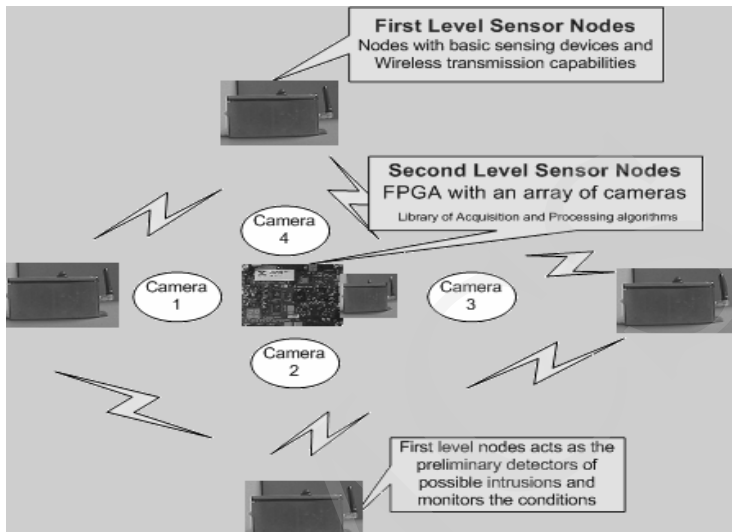 First Level Sensor Nodes
Nodes with basic sensing devices and
Wireless transmission capabilities
Second Level Sensor Nodes
FPGA with an array of cameras
Library of Acquisition and Processing algorithms
Camera
4
Camera
1
Camera
3
Camera
2
First level nodes acts as the
preliminary detectors of
possible intrusions and
monitors the conditions